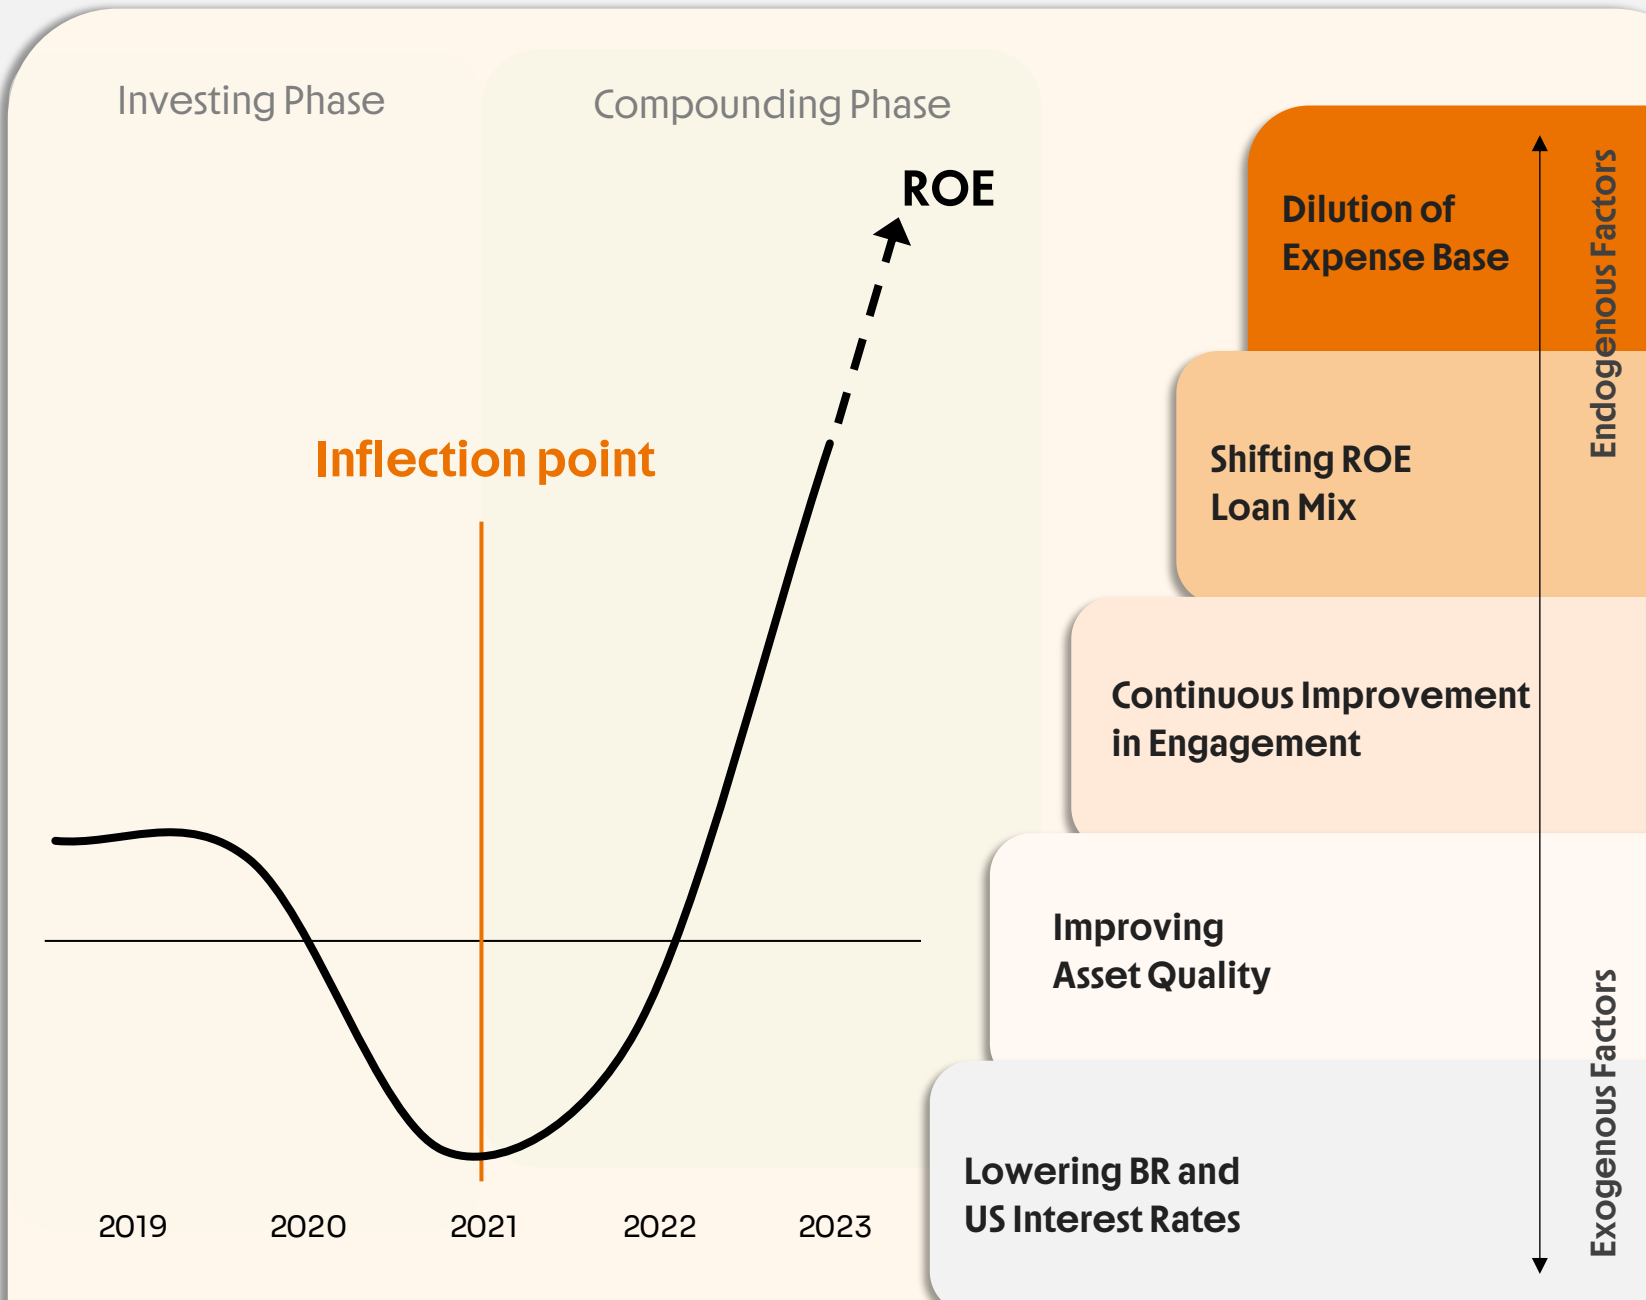 Investing Phase
Compounding Phase
ROE
Inflection point
2019
2020
2021
2022
2023
Dilution of
Expense Base
Shifting ROE
Loan Mix
Continuous Improvement
in Engagement
Improving
Asset Quality
Lowering BR and
US Interest Rates
Endogenous Factors
Exogenous Factors